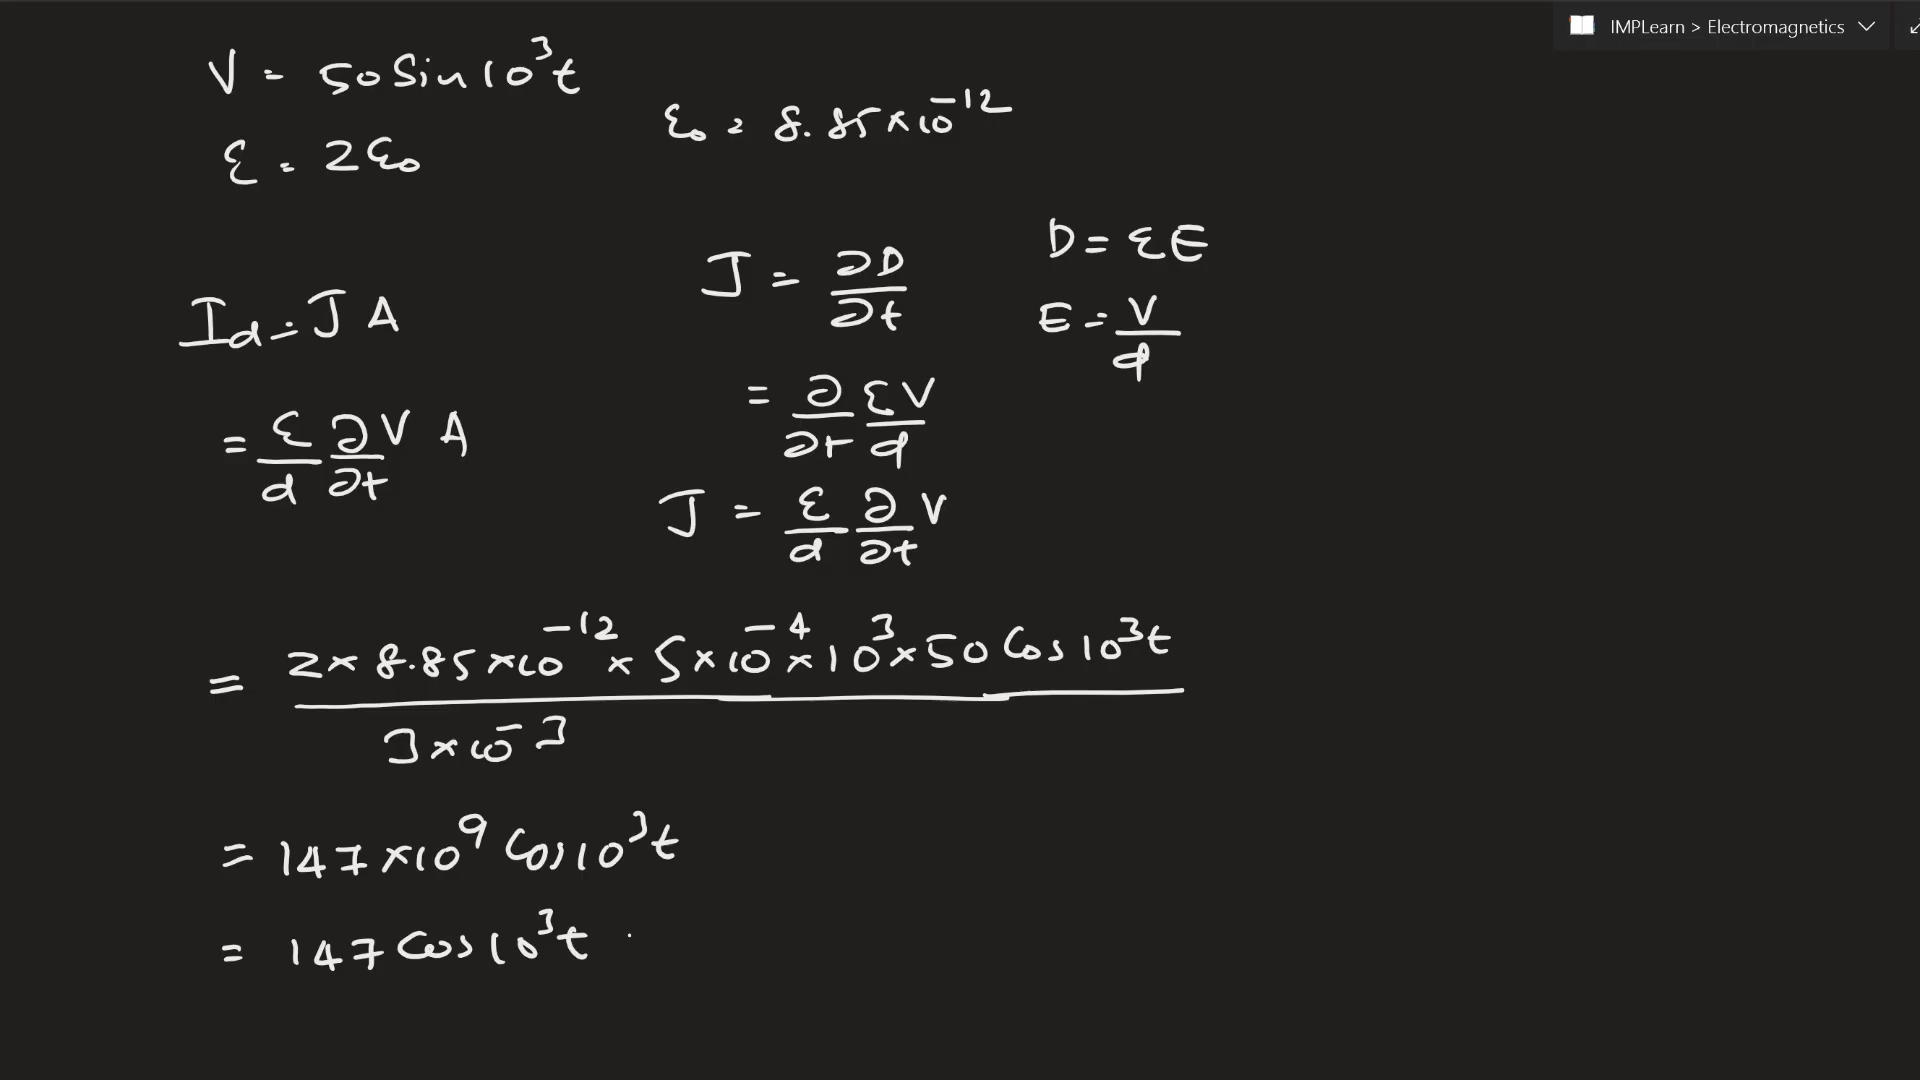 IMPLearn > Electromagnetics
V = 50 Sin 10³t
ε₀ = 8.85 × 10⁻¹²
ε = 2ε₀
D = εE
J = ∂D/∂t
E = V/d
I_d = J A
= ∂/∂t εV/d
= ε/d ∂/∂t V A
J = ε/d ∂/∂t V
= 2 × 8.85 × 10⁻¹² × 5 × 10⁻⁴ × 10³ × 50 Cos 10³t / 3 × 10⁻³
= 147 × 10⁹ Cos 10³t
= 147 Cos 10³t .